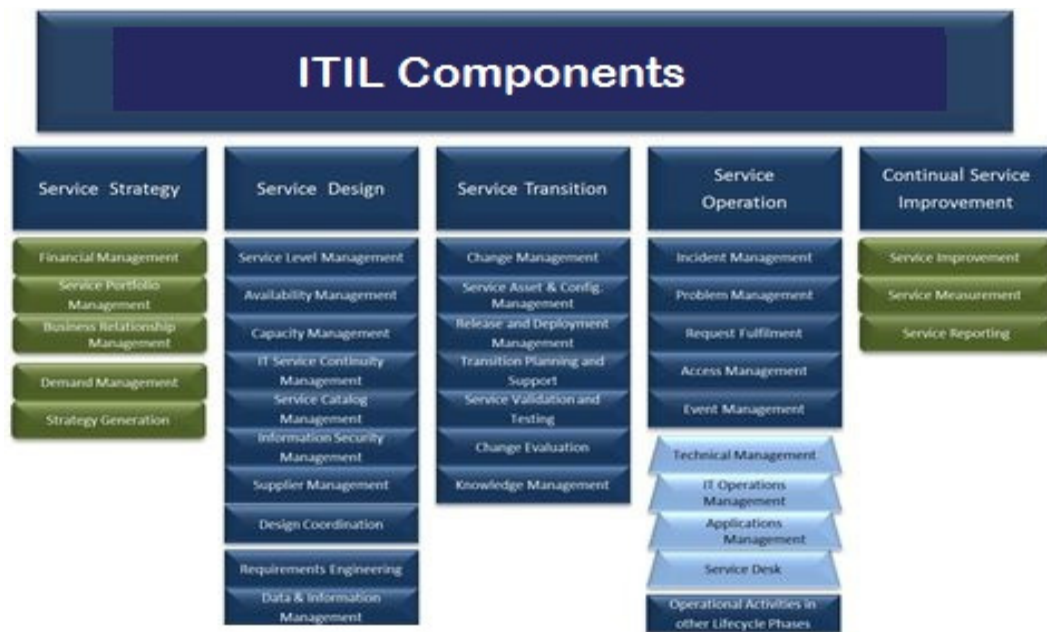 ITIL Components
Service Strategy
Financial Management
Service Portfolio
Management
Business Relationship
Management
Demand Management
Strategy Generation
Service Design
Service Level Management
Availability Management
Capacity Management
IT Service Continuity
Management
Service Catalog
Management
Information Security
Management
Supplier Management
Design Coordination
Requirements Engineering
Data & Information
Management
Service Transition
Change Management
Service Asset & Config.
Management
Release and Deployment
Management
Transition Planning and
Support
Service Validation and
Testing
Change Evaluation
Knowledge Management
Service
Operation
Incident Management
Problem Management
Request Fulfilment
Access Management
Event Management
Technical Management
IT Operations
Management
Applications
Management
Service Desk
Operational Activities in
other Lifecycle Phases
Continual Service
Improvement
Service Improvement
Service Measurement
Service Reporting